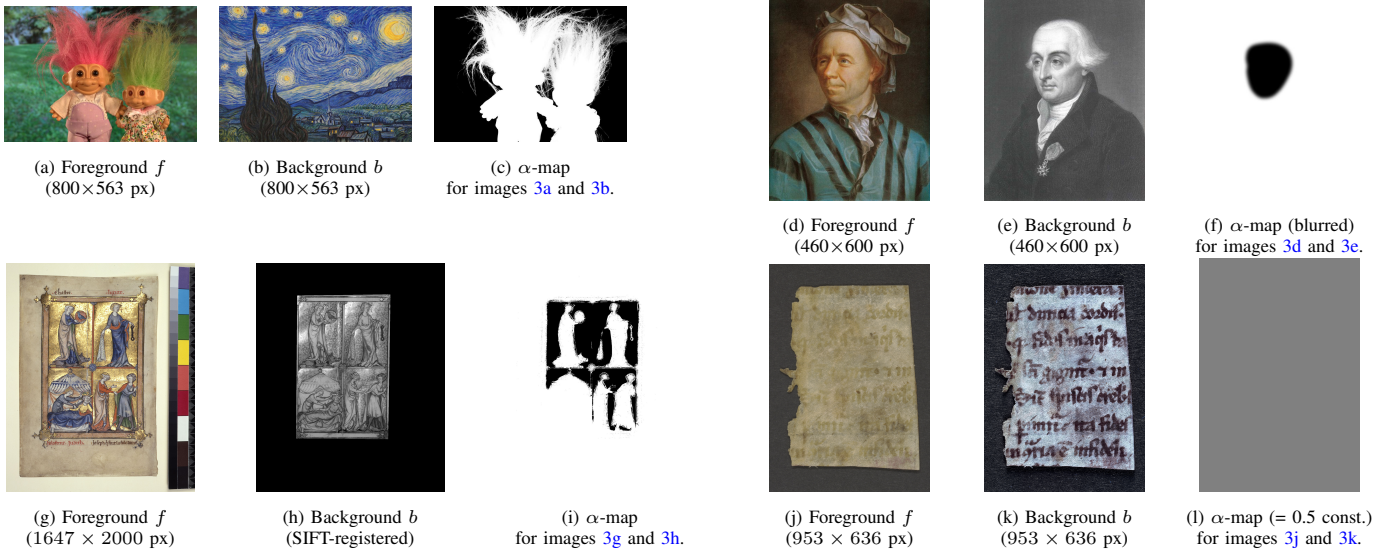 (a) Foreground f
(800×563 px)
(b) Background b
(800×563 px)
(c) α-map
for images 3a and 3b.
(d) Foreground f
(460×600 px)
(e) Background b
(460×600 px)
(f) α-map (blurred)
for images 3d and 3e.
(g) Foreground f
(1647 × 2000 px)
(h) Background b
(SIFT-registered)
(i) α-map
for images 3g and 3h.
(j) Foreground f
(953 × 636 px)
(k) Background b
(953 × 636 px)
(l) α-map (= 0.5 const.)
for images 3j and 3k.